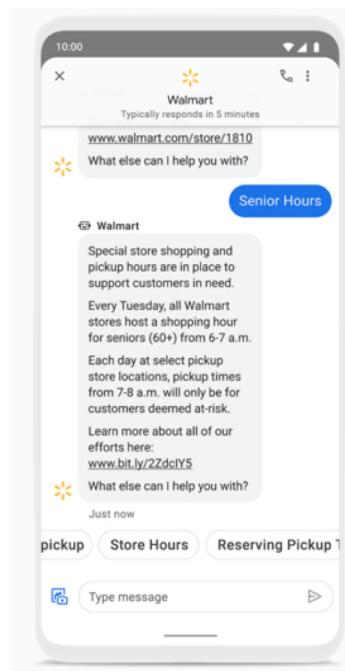 10:00
Walmart
Typically responds in 5 minutes
www.walmart.com/store/1810
What else can I help you with?
Senior Hours
Walmart
Special store shopping and
pickup hours are in place to
support customers in need.
Every Tuesday, all Walmart
stores host a shopping hour
for seniors (60+) from 6-7 a.m.
Each day at select pickup
store locations, pickup times
from 7-8 a.m. will only be for
customers deemed at-risk.
Learn more about all of our
efforts here:
www.bit.ly/2ZdcIY5
What else can I help you with?
Just now
pickup
Store Hours
Reserving Pickup T
Type message